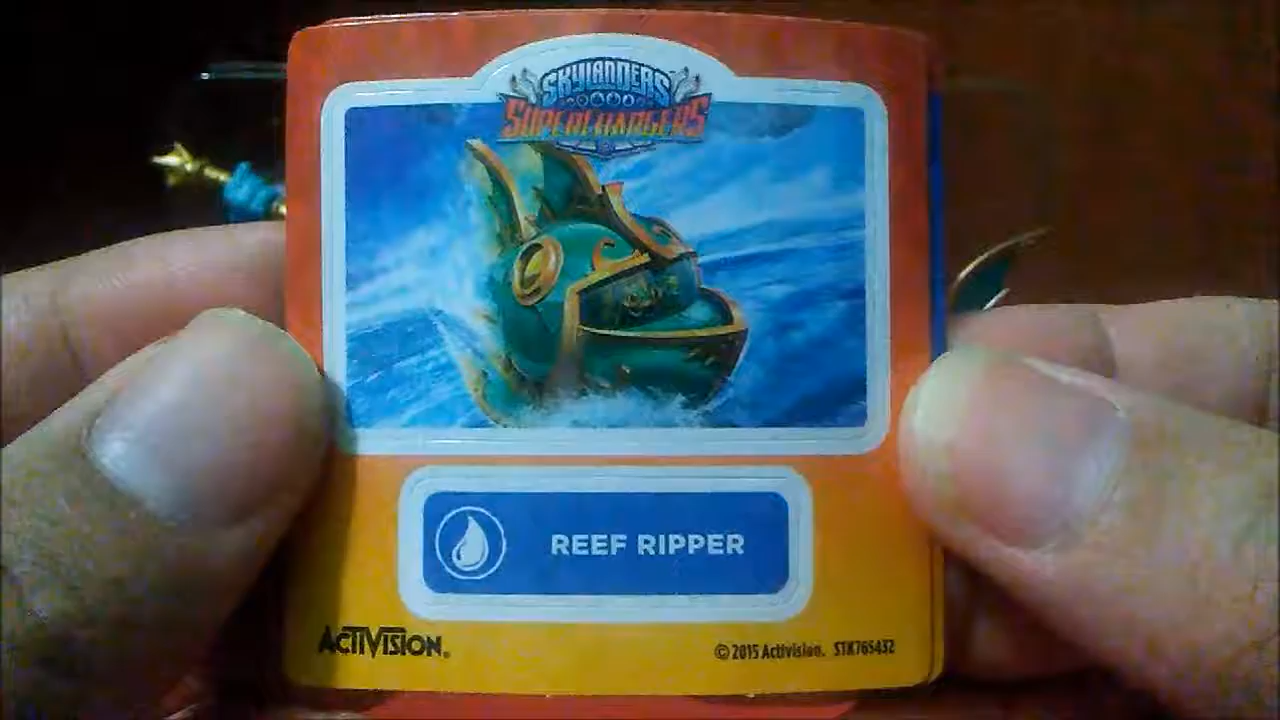 SKYLANDERS
SUPERCHARGERS
REEF RIPPER
ACTIVISION®
© 2015 Activision. STK765432